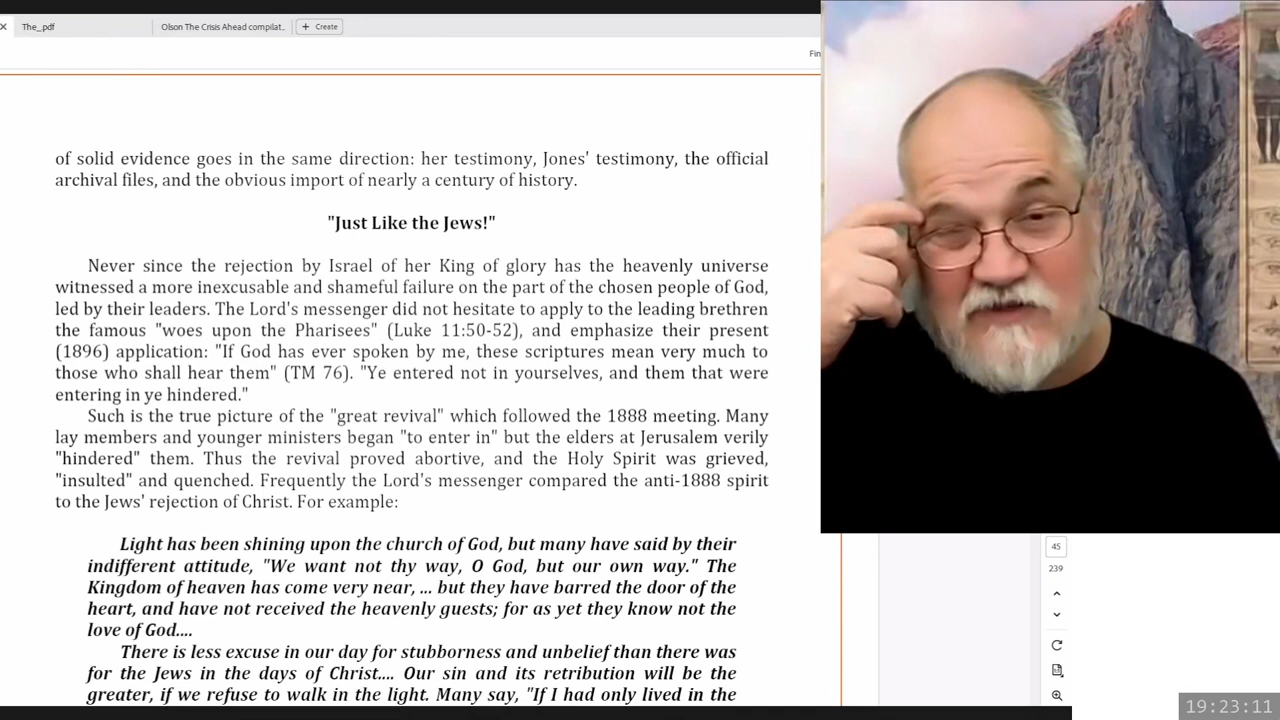 The_.pdf
Olson The Crisis Ahead compilat..
+ Create
Fin
of solid evidence goes in the same direction: her testimony, Jones' testimony, the official
archival files, and the obvious import of nearly a century of history.
"Just Like the Jews!"
Never since the rejection by Israel of her King of glory has the heavenly universe
witnessed a more inexcusable and shameful failure on the part of the chosen people of God,
led by their leaders. The Lord's messenger did not hesitate to apply to the leading brethren
the famous "woes upon the Pharisees" (Luke 11:50-52), and emphasize their present
(1896) application: "If God has ever spoken by me, these scriptures mean very much to
those who shall hear them" (TM 76). "Ye entered not in yourselves, and them that were
entering in ye hindered."
Such is the true picture of the "great revival" which followed the 1888 meeting. Many
lay members and younger ministers began "to enter in" but the elders at Jerusalem verily
"hindered" them. Thus the revival proved abortive, and the Holy Spirit was grieved,
"insulted" and quenched. Frequently the Lord's messenger compared the anti-1888 spirit
to the Jews' rejection of Christ. For example:
Light has been shining upon the church of God, but many have said by their
indifferent attitude, "We want not thy way, O God, but our own way." The
Kingdom of heaven has come very near, ... but they have barred the door of the
heart, and have not received the heavenly guests; for as yet they know not the
love of God....
There is less excuse in our day for stubborness and unbelief than there was
for the Jews in the days of Christ.... Our sin and its retribution will be the
greater, if we refuse to walk in the light. Many say, "If I had only lived in the
45
239
19:23:11